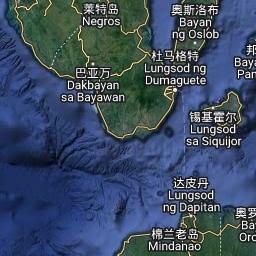 莱特岛
Negros
奥斯洛布
Bayan
ng Oslob
杜马格特
Lungsod ng
Dumaguete
巴亚万
Dakbayan
sa Bayawan
锡基霍尔
Lungsod
sa Siquijor
达皮丹
Lungsod
ng Dapitan
棉兰老岛
Mindanao